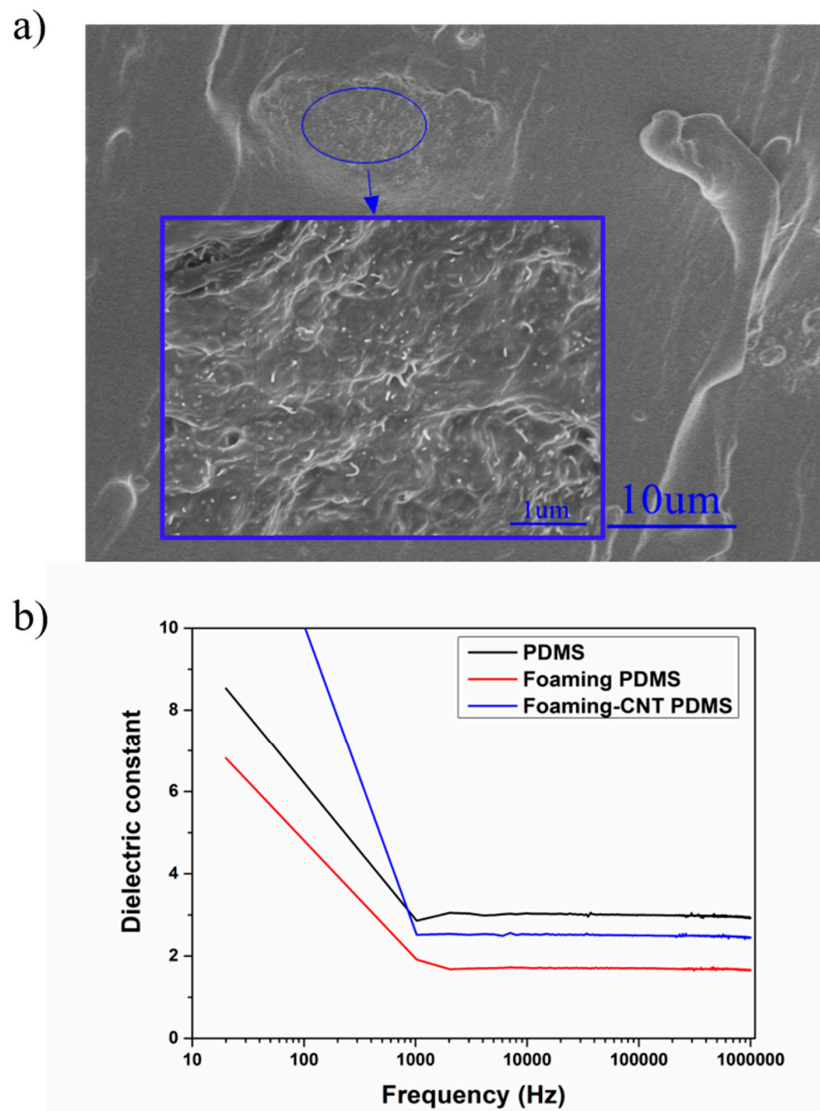 a)
1um
10um
b)
10
8
6
4
2
0
Dielectric constant
PDMS
Foaming PDMS
Foaming-CNT PDMS
10 100 1000 10000 100000 1000000
Frequency (Hz)